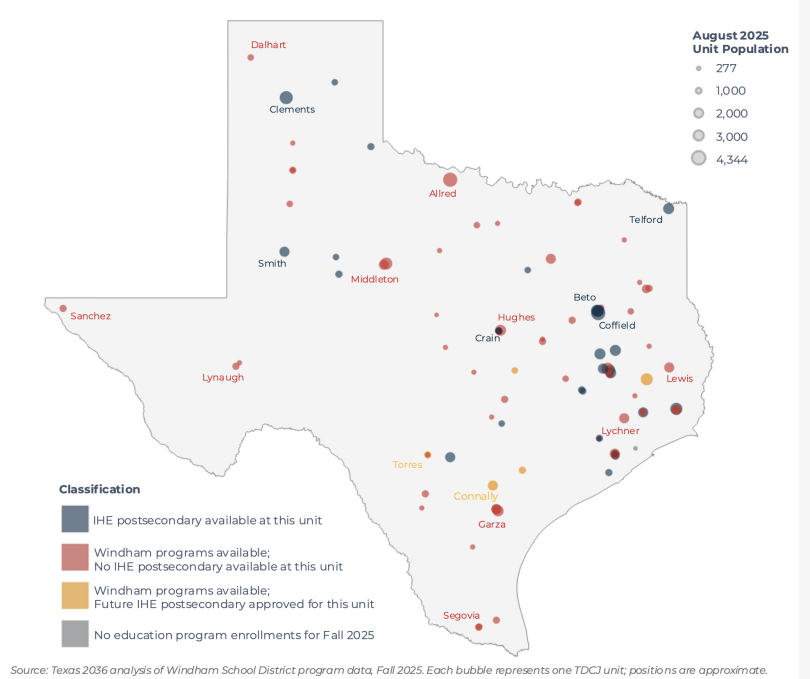 Dalhart
August 2025
Unit Population
277
1,000
2,000
3,000
4,344
Clements
Allred
Telford
Smith
Middleton
Beto
Sanchez
Hughes
Coffield
Crain
Lynaugh
Lewis
Lychner
Torres
Connally
Garza
Segovia
Classification
IHE postsecondary available at this unit
Windham programs available;
No IHE postsecondary available at this unit
Windham programs available;
Future IHE postsecondary approved for this unit
No education program enrollments for Fall 2025
Source: Texas 2036 analysis of Windham School District program data, Fall 2025. Each bubble represents one TDCJ unit; positions are approximate.